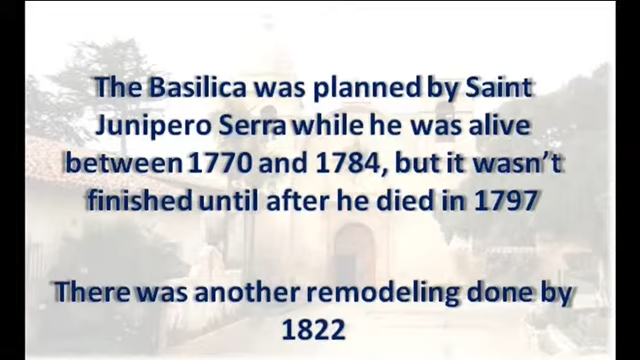 The Basilica was planned by Saint
Junipero Serra while he was alive
between 1770 and 1784, but it wasn't
finished until after he died in 1797
There was another remodeling done by
1822